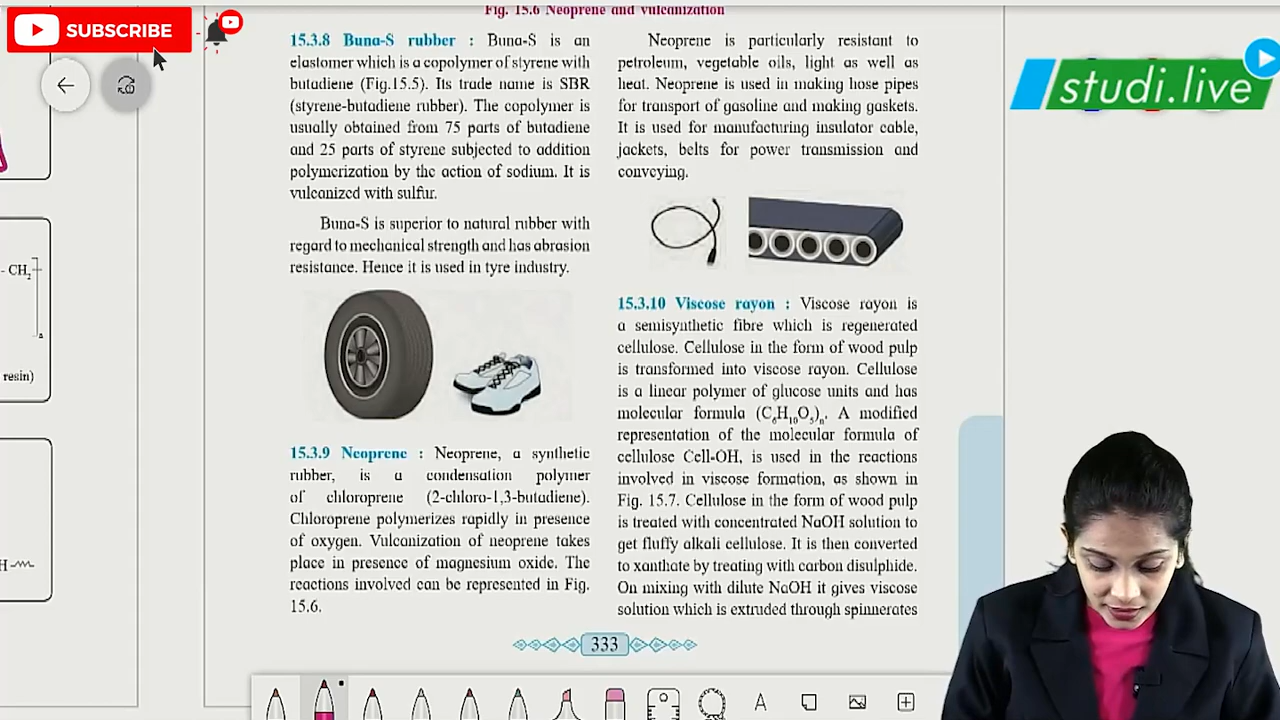 Fig. 15.6 Neoprene and vulcanization
SUBSCRIBE
studi.live
- CH2
n
resin)
H
15.3.8 Buna-S rubber : Buna-S is an
elastomer which is a copolymer of styrene with
butadiene (Fig.15.5). Its trade name is SBR
(styrene-butadiene rubber). The copolymer is
usually obtained from 75 parts of butadiene
and 25 parts of styrene subjected to addition
polymerization by the action of sodium. It is
vulcanized with sulfur.
Buna-S is superior to natural rubber with
regard to mechanical strength and has abrasion
resistance. Hence it is used in tyre industry.
15.3.9 Neoprene : Neoprene, a synthetic
rubber, is a condensation polymer
of chloroprene (2-chloro-1,3-butadiene).
Chloroprene polymerizes rapidly in presence
of oxygen. Vulcanization of neoprene takes
place in presence of magnesium oxide. The
reactions involved can be represented in Fig.
15.6.
Neoprene is particularly resistant to
petroleum, vegetable oils, light as well as
heat. Neoprene is used in making hose pipes
for transport of gasoline and making gaskets.
It is used for manufacturing insulator cable,
jackets, belts for power transmission and
conveying.
15.3.10 Viscose rayon : Viscose rayon is
a semisynthetic fibre which is regenerated
cellulose. Cellulose in the form of wood pulp
is transformed into viscose rayon. Cellulose
is a linear polymer of glucose units and has
molecular formula (C6H10O5)n. A modified
representation of the molecular formula of
cellulose Cell-OH, is used in the reactions
involved in viscose formation, as shown in
Fig. 15.7. Cellulose in the form of wood pulp
is treated with concentrated NaOH solution to
get fluffy alkali cellulose. It is then converted
to xanthate by treating with carbon disulphide.
On mixing with dilute NaOH it gives viscose
solution which is extruded through spinnerates
333
A